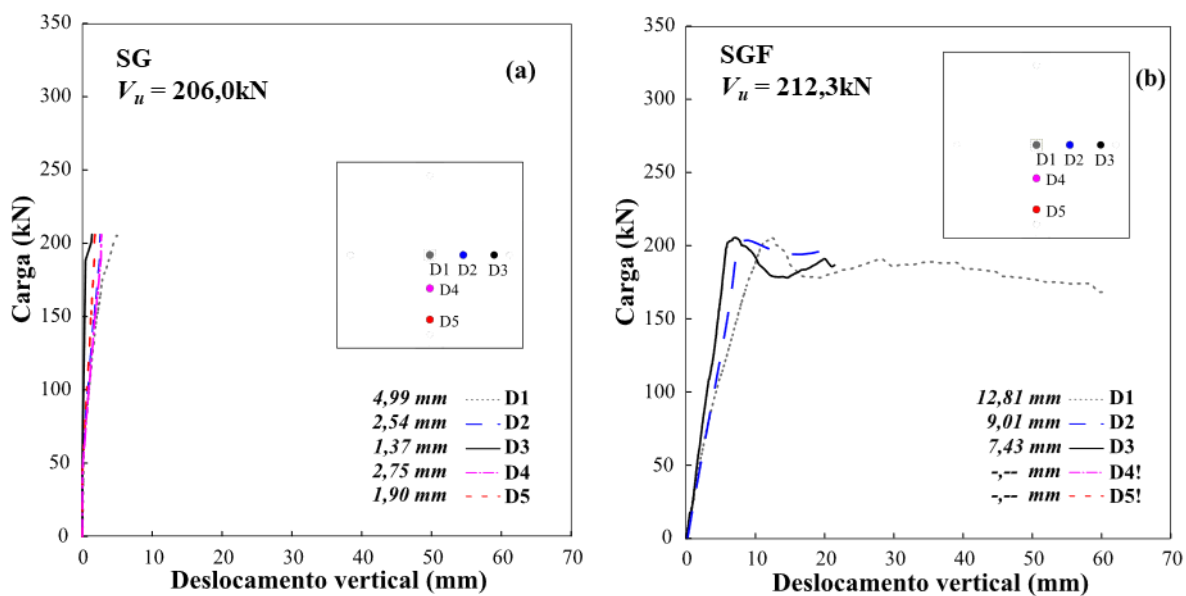 SG
V_u = 206,0kN
(a)
Carga (kN)
350
300
250
200
150
100
50
0
D1 D2 D3
D4
D5
4,99 mm D1
2,54 mm D2
1,37 mm D3
2,75 mm D4
1,90 mm D5
0 10 20 30 40 50 60 70
Deslocamento vertical (mm)
SGF
V_u = 212,3kN
(b)
Carga (kN)
350
300
250
200
150
100
50
0
D1 D2 D3
D4
D5
12,81 mm D1
9,01 mm D2
7,43 mm D3
-,-- mm D4!
-,-- mm D5!
0 10 20 30 40 50 60 70
Deslocamento vertical (mm)